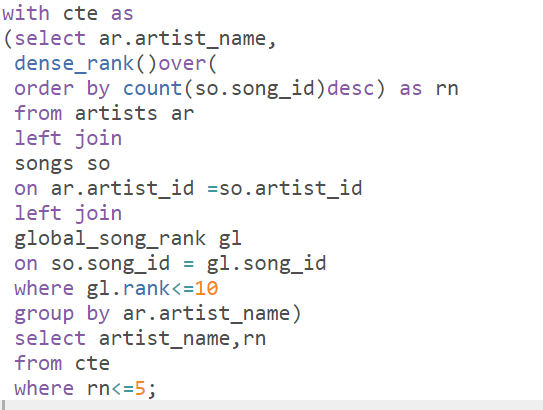 with cte as
(select ar.artist_name,
dense_rank()over(
order by count(so.song_id)desc) as rn
from artists ar
left join
songs so
on ar.artist_id =so.artist_id
left join
global_song_rank gl
on so.song_id = gl.song_id
where gl.rank<=10
group by ar.artist_name)
select artist_name,rn
from cte
where rn<=5;